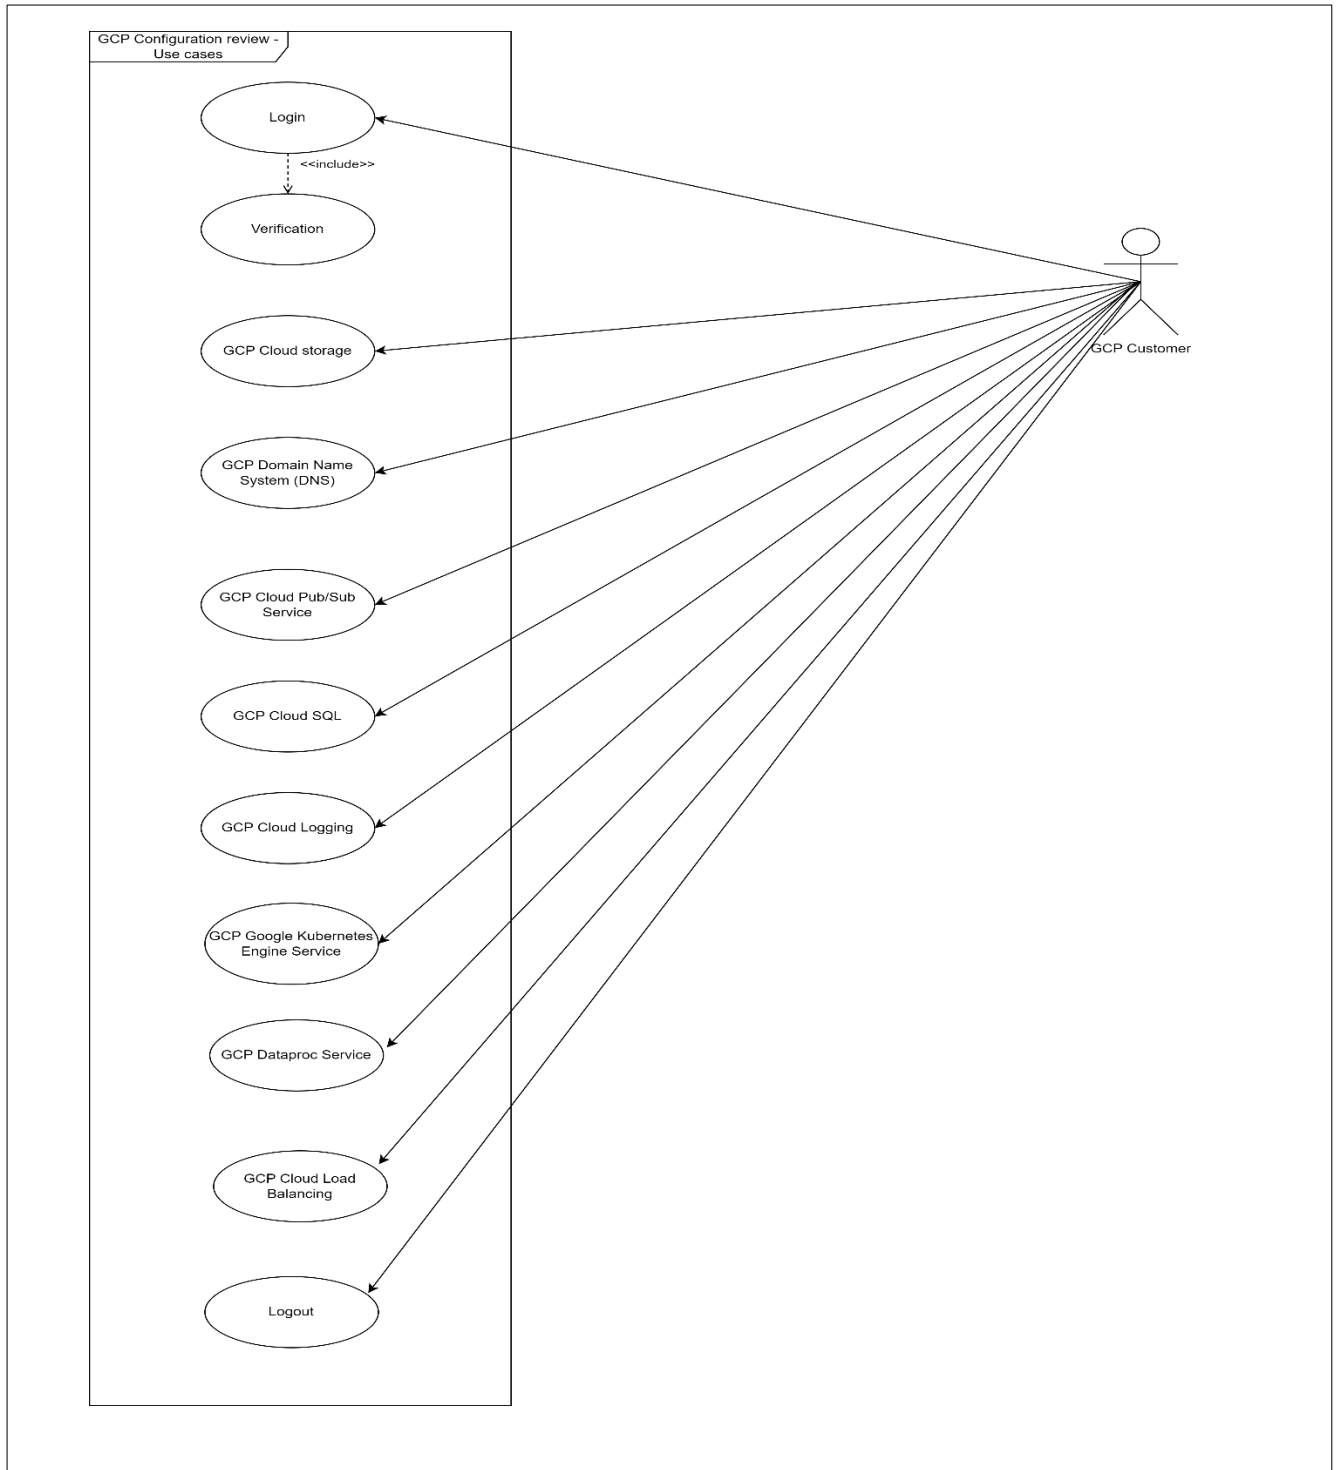 GCP Configuration review -
Use cases
Login
<<include>>
Verification
GCP Cloud storage
GCP Customer
GCP Domain Name
System (DNS)
GCP Cloud Pub/Sub
Service
GCP Cloud SQL
GCP Cloud Logging
GCP Google Kubernetes
Engine Service
GCP Dataproc Service
GCP Cloud Load
Balancing
Logout